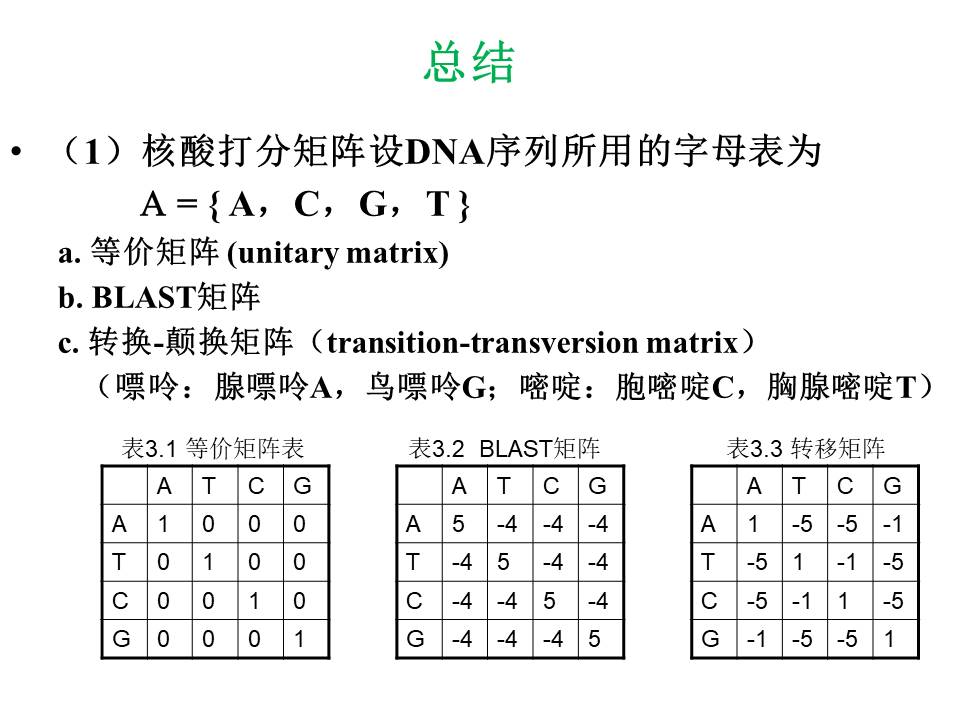 总结
• （1）核酸打分矩阵设DNA序列所用的字母表为
A = { A，C，G，T }
a. 等价矩阵 (unitary matrix)
b. BLAST矩阵
c. 转换-颠换矩阵（transition-transversion matrix）
（嘌呤：腺嘌呤A，鸟嘌呤G；嘧啶：胞嘧啶C，胸腺嘧啶T）
表3.1 等价矩阵表
A T C G
A 1 0 0 0
T 0 1 0 0
C 0 0 1 0
G 0 0 0 1
表3.2 BLAST矩阵
A T C G
A 5 -4 -4 -4
T -4 5 -4 -4
C -4 -4 5 -4
G -4 -4 -4 5
表3.3 转移矩阵
A T C G
A 1 -5 -5 -1
T -5 1 -1 -5
C -5 -1 1 -5
G -1 -5 -5 1